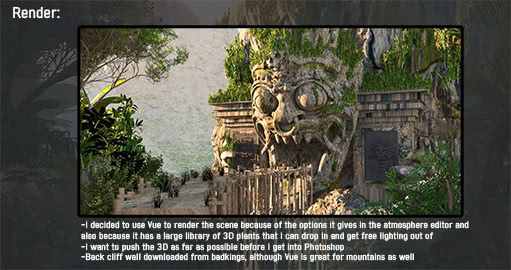 Render:
-I decided to use Vue to render the scene because of the options it gives in the atmosphere editor and
also because it has a large library of 3D plants that I can drop in and get free lighting out of
-I want to push the 3D as far as possible before I get into Photoshop
-Back cliff wall downloaded from badkings, although Vue is great for mountains as well